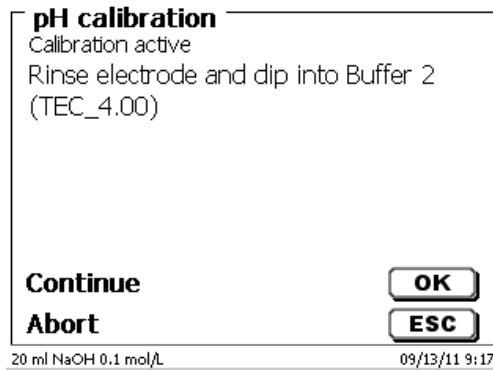 pH calibration
Calibration active
Rinse electrode and dip into Buffer 2
(TEC_4.00)
Continue OK
Abort ESC
20 ml NaOH 0.1 mol/L 09/13/11 9:17